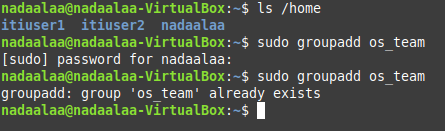 nadaalaa@nadaalaa-VirtualBox:~$ ls /home
itiuser1 itiuser2 nadaalaa
nadaalaa@nadaalaa-VirtualBox:~$ sudo groupadd os_team
[sudo] password for nadaalaa:
nadaalaa@nadaalaa-VirtualBox:~$ sudo groupadd os_team
groupadd: group 'os_team' already exists
nadaalaa@nadaalaa-VirtualBox:~$